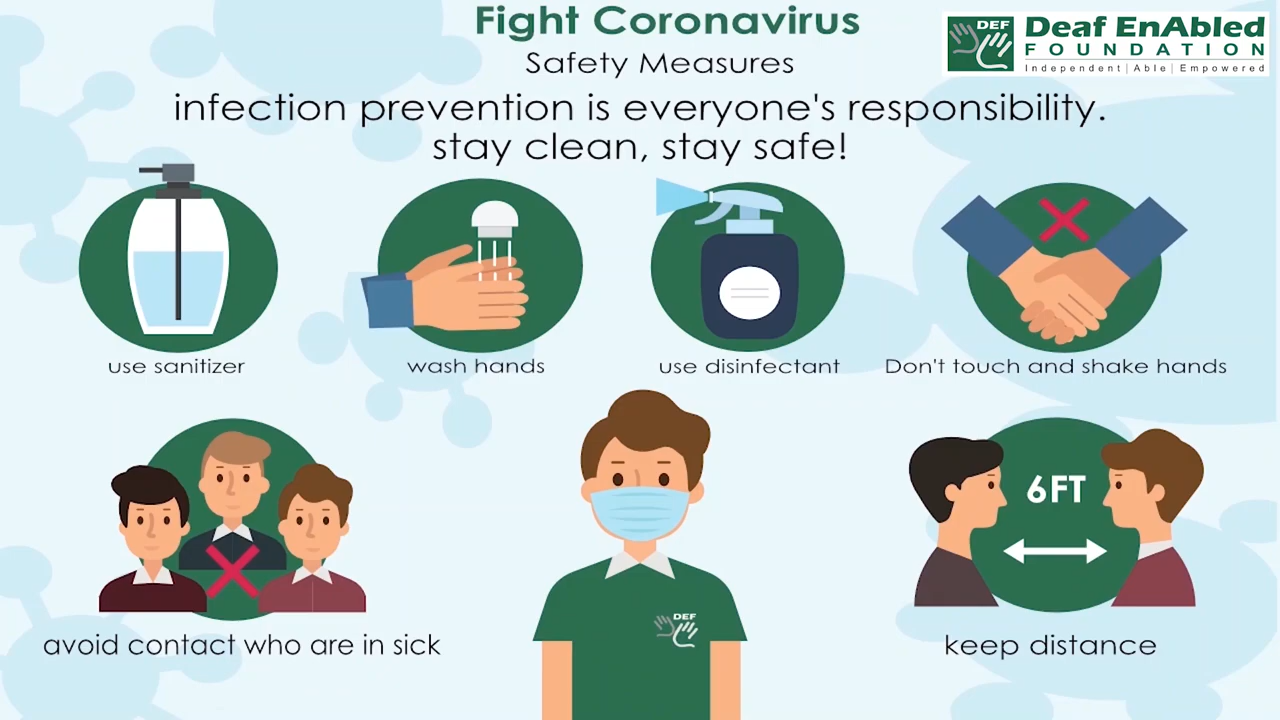 Fight Coronavirus
Safety Measures
infection prevention is everyone's responsibility.
stay clean, stay safe!
DEF
Deaf EnAbled
FOUNDATION
Independent | Able | Empowered
use sanitizer
wash hands
use disinfectant
Don't touch and shake hands
6FT
DEF
avoid contact who are in sick
keep distance